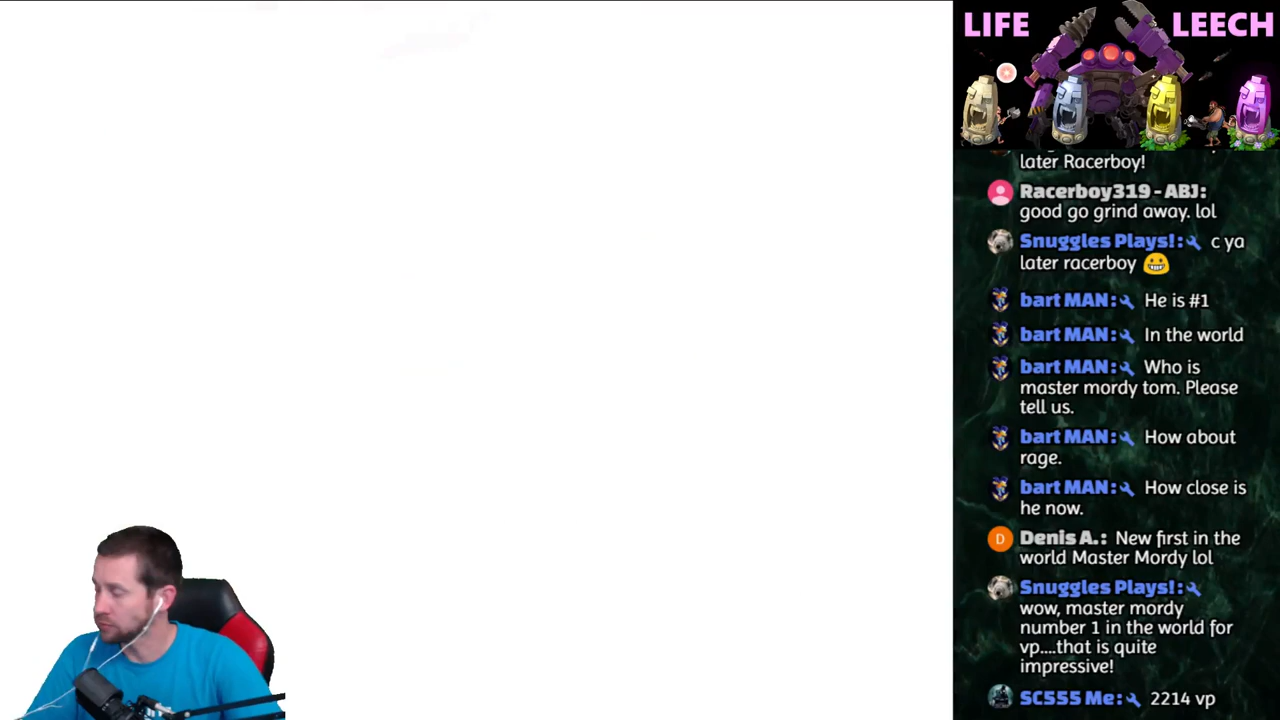 LIFE LEECH
later Racerboy!
Racerboy319 - ABJ:
good go grind away. lol
Snuggles Plays!: c ya
later racerboy 😀
bart MAN: He is #1
bart MAN: In the world
bart MAN: Who is
master mordy tom. Please
tell us.
bart MAN: How about
rage.
bart MAN: How close is
he now.
D Denis A.: New first in the
world Master Mordy lol
Snuggles Plays!:
wow, master mordy
number 1 in the world for
vp....that is quite
impressive!
SC555 Me: 2214 vp